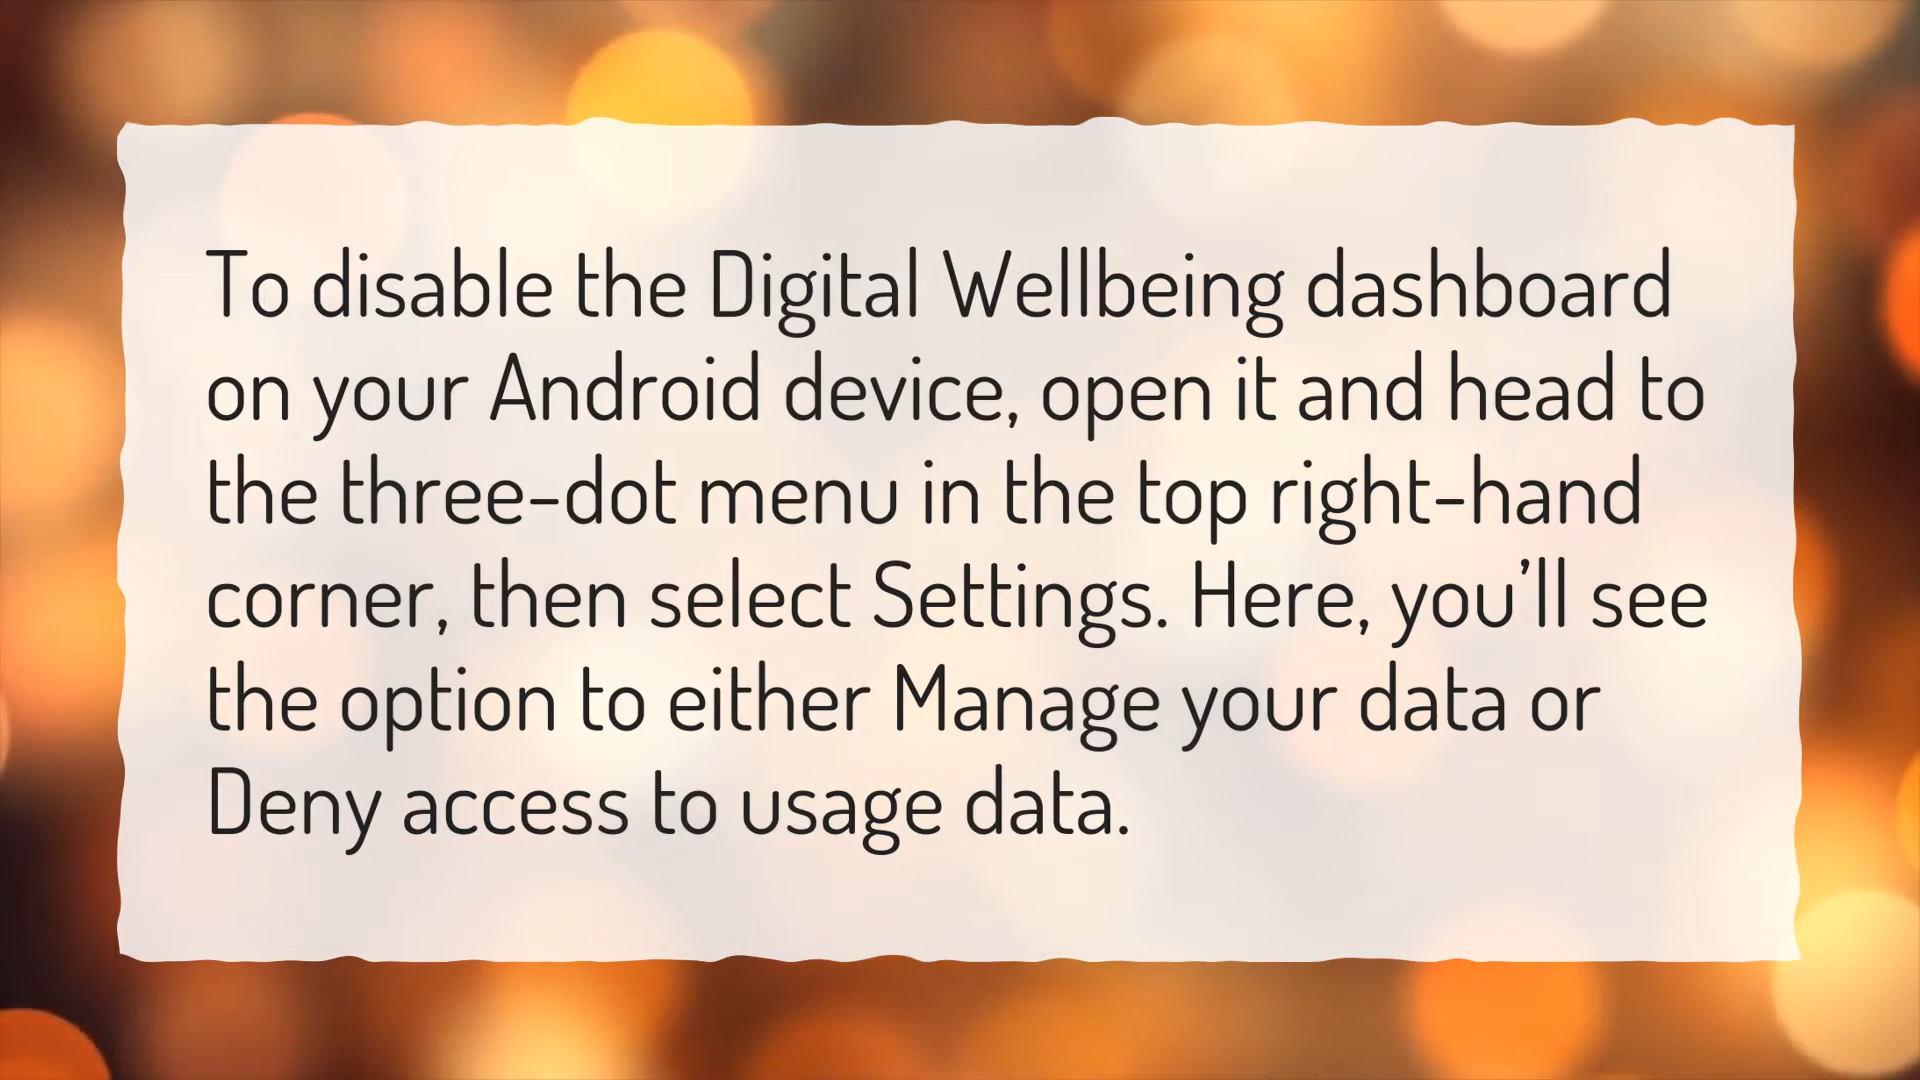 To disable the Digital Wellbeing dashboard
on your Android device, open it and head to
the three-dot menu in the top right-hand
corner, then select Settings. Here, you’ll see
the option to either Manage your data or
Deny access to usage data.